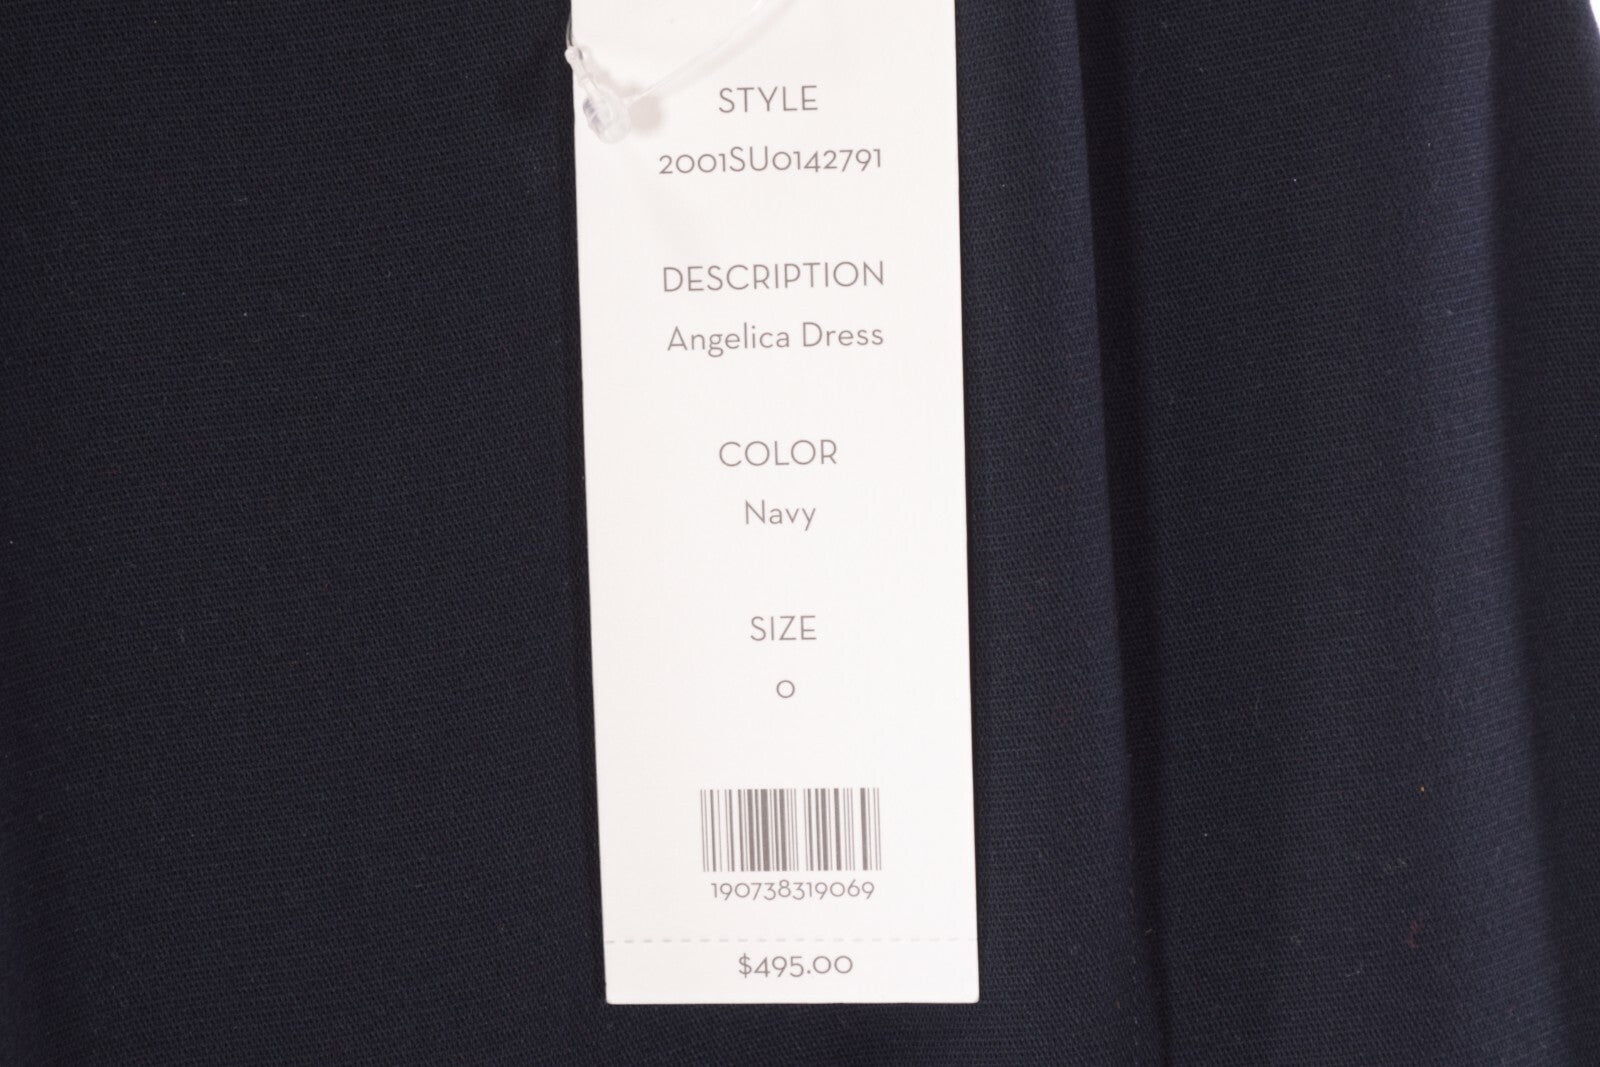 STYLE
2001SU0142791
DESCRIPTION
Angelica Dress
COLOR
Navy
SIZE
0
190738319069
$495.00